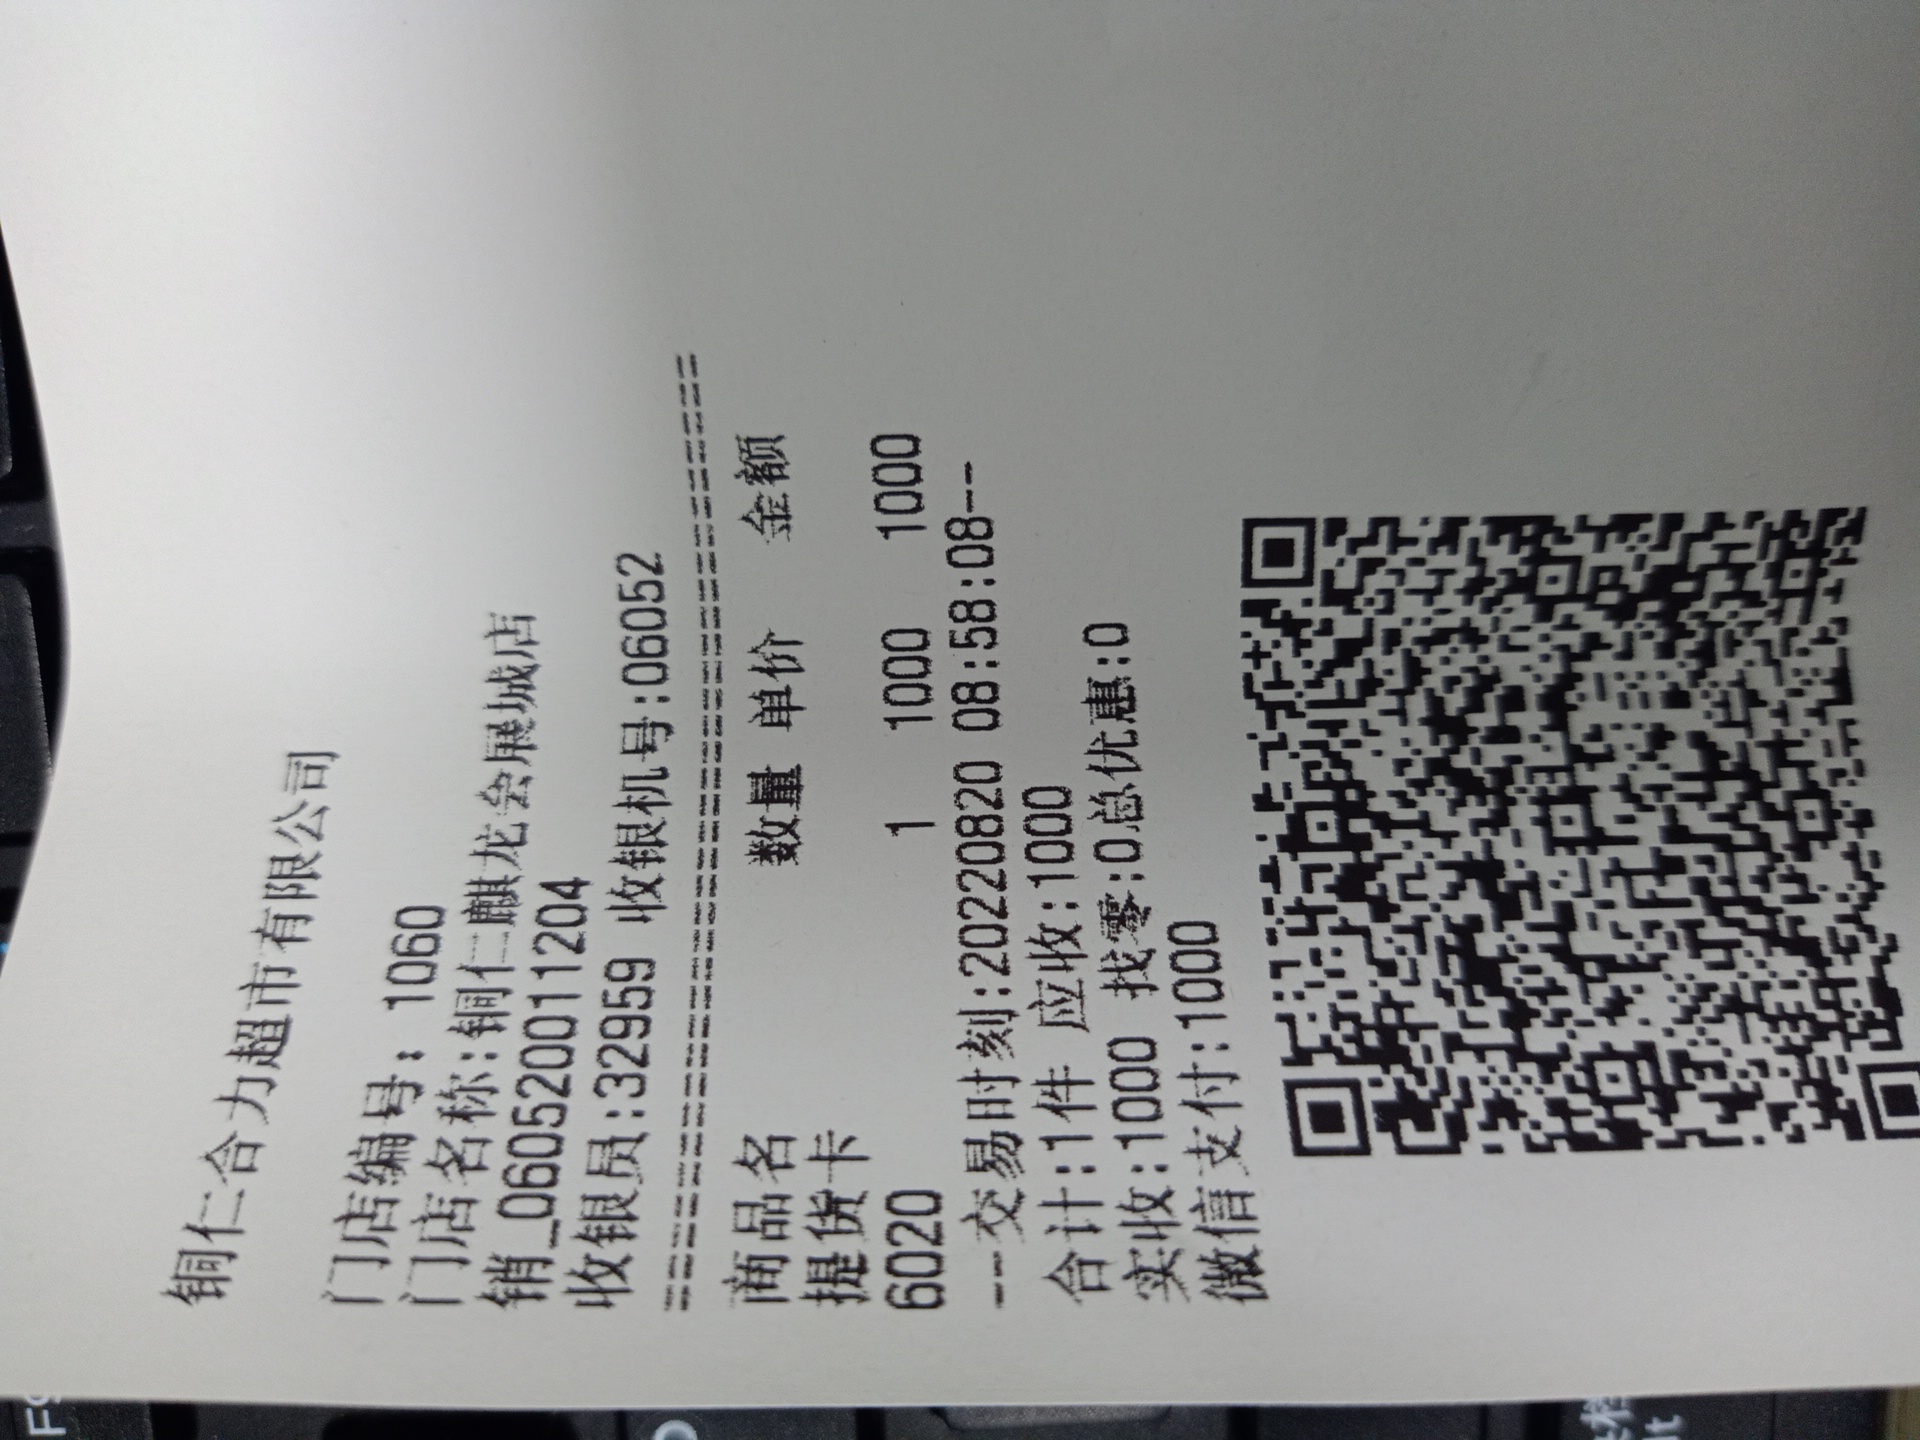 铜仁合力超市有限公司
门店编号: 1060
门店名称:铜仁麒龙会展城店
销_060520011204
收银员:32959 收银机号:06052
================================
商品名 数量 单价 金额
提货卡
6020 1 1000 1000
--交易时刻:20220820 08:58:08--
合计:1件 应收:1000
实收:1000 找零:0总优惠:0
微信支付:1000